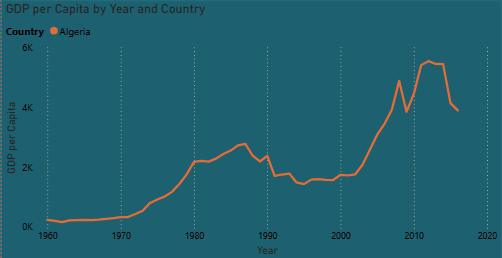 GDP per Capita by Year and Country
Country Algeria
6K
4K
2K
0K
GDP per Capita
1960 1970 1980 1990 2000 2010 2020
Year